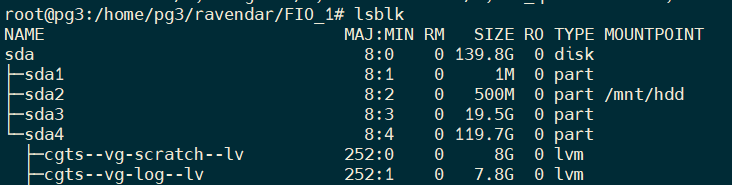 root@pg3:/home/pg3/ravendar/FIO_1# lsblk
NAME MAJ:MIN RM SIZE RO TYPE MOUNTPOINT
sda 8:0 0 139.8G 0 disk
├─sda1 8:1 0 1M 0 part
├─sda2 8:2 0 500M 0 part /mnt/hdd
├─sda3 8:3 0 19.5G 0 part
└─sda4 8:4 0 119.7G 0 part
├─cgts--vg-scratch--lv 252:0 0 8G 0 lvm
├─cgts--vg-log--lv 252:1 0 7.8G 0 lvm